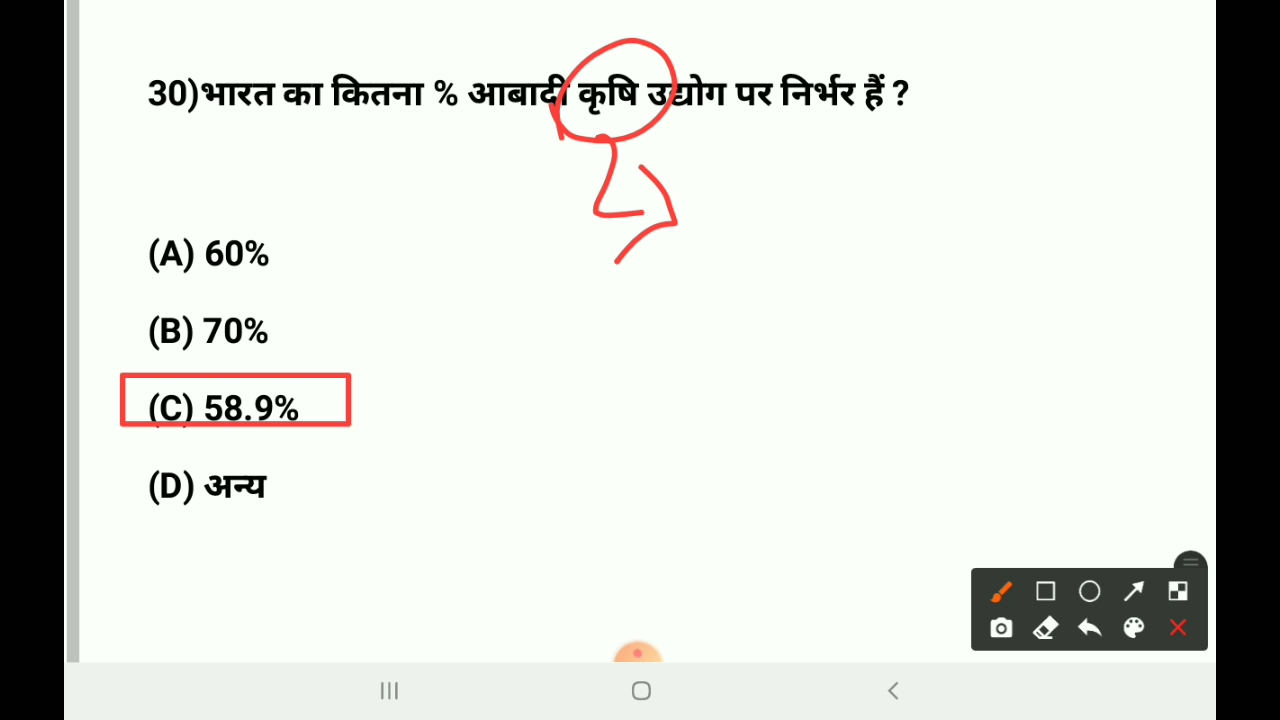 30)भारत का कितना % आबादी कृषि उद्योग पर निर्भर हैं ?
(A) 60%
(B) 70%
(C) 58.9%
(D) अन्य